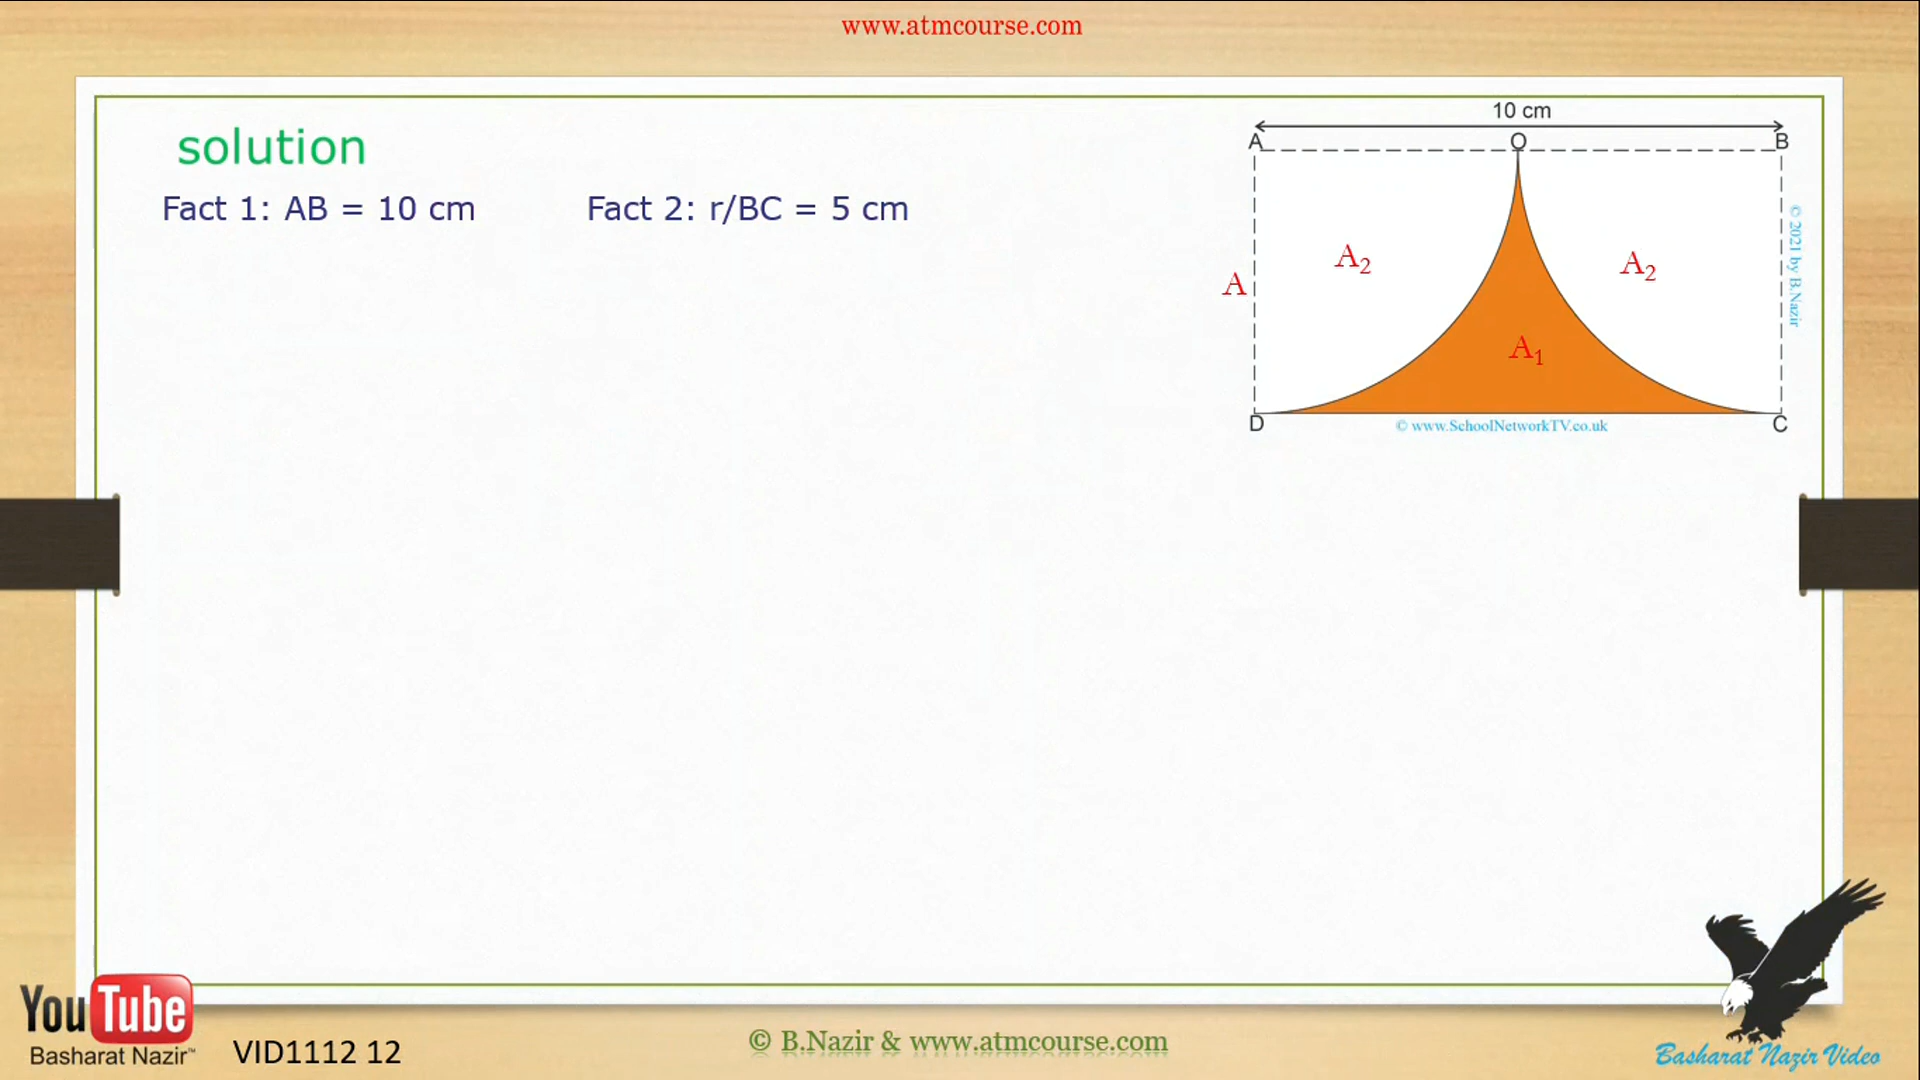 www.atmcourse.com
solution
Fact 1: AB = 10 cm
Fact 2: r/BC = 5 cm
10 cm
A
O
B
A₂
A₂
A
A₁
D
C
© www.SchoolNetworkTV.co.uk
© 2021 by B.Nazir
YouTube
Basharat Nazir™
VID1112 12
© B.Nazir & www.atmcourse.com
Basharat Nazir Video